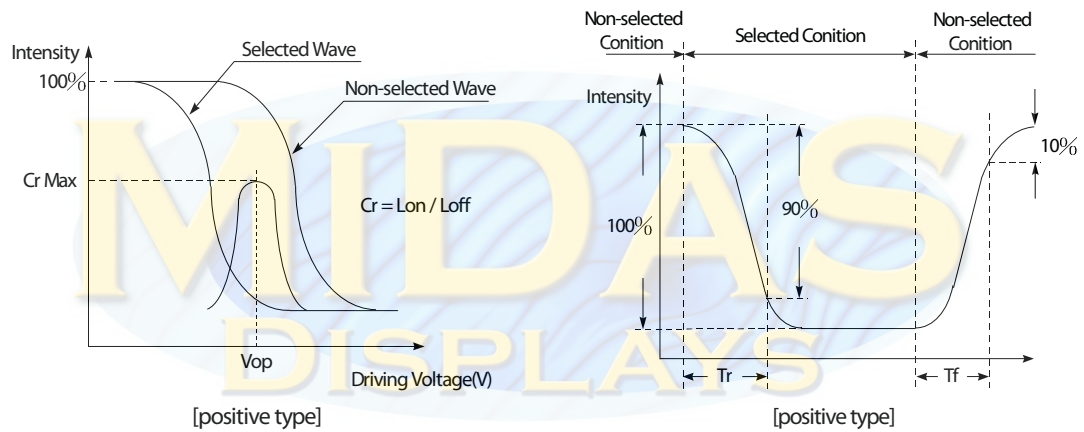 Intensity
Selected Wave
100%
Non-selected Wave
Cr Max
Cr = Lon / Loff
Vop
Driving Voltage(V)
[positive type]
Non-selected
Conition
Selected Conition
Non-selected
Conition
Intensity
10%
90%
100%
Tr
Tf
[positive type]
MIDAS
DISPLAYS